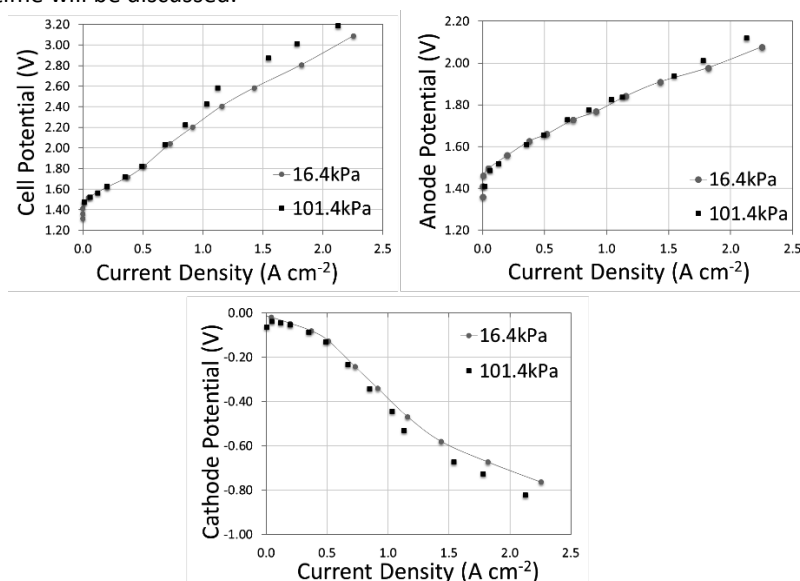 time will be discussed.
3.20
3.00
2.80
2.60
2.40
2.20
2.00
1.80
1.60
1.40
1.20
Cell Potential (V)
16.4kPa
101.4kPa
0.0 0.5 1.0 1.5 2.0 2.5
Current Density (A cm⁻²)
2.20
2.00
1.80
1.60
1.40
1.20
Anode Potential (V)
16.4kPa
101.4kPa
0.0 0.5 1.0 1.5 2.0 2.5
Current Density (A cm⁻²)
0.00
-0.20
-0.40
-0.60
-0.80
-1.00
Cathode Potential (V)
16.4kPa
101.4kPa
0.0 0.5 1.0 1.5 2.0 2.5
Current Density (A cm⁻²)